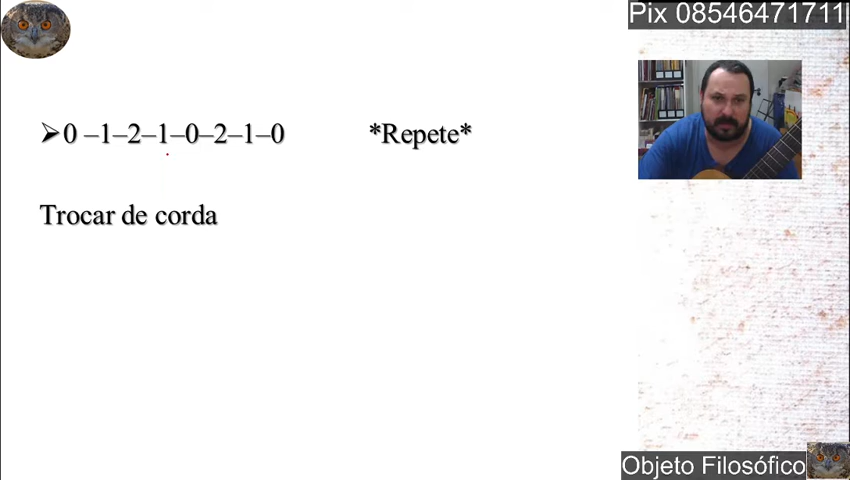 Pix 08546471711
➢0 –1–2–1–0–2–1–0 *Repete*
Trocar de corda
Objeto Filosófico